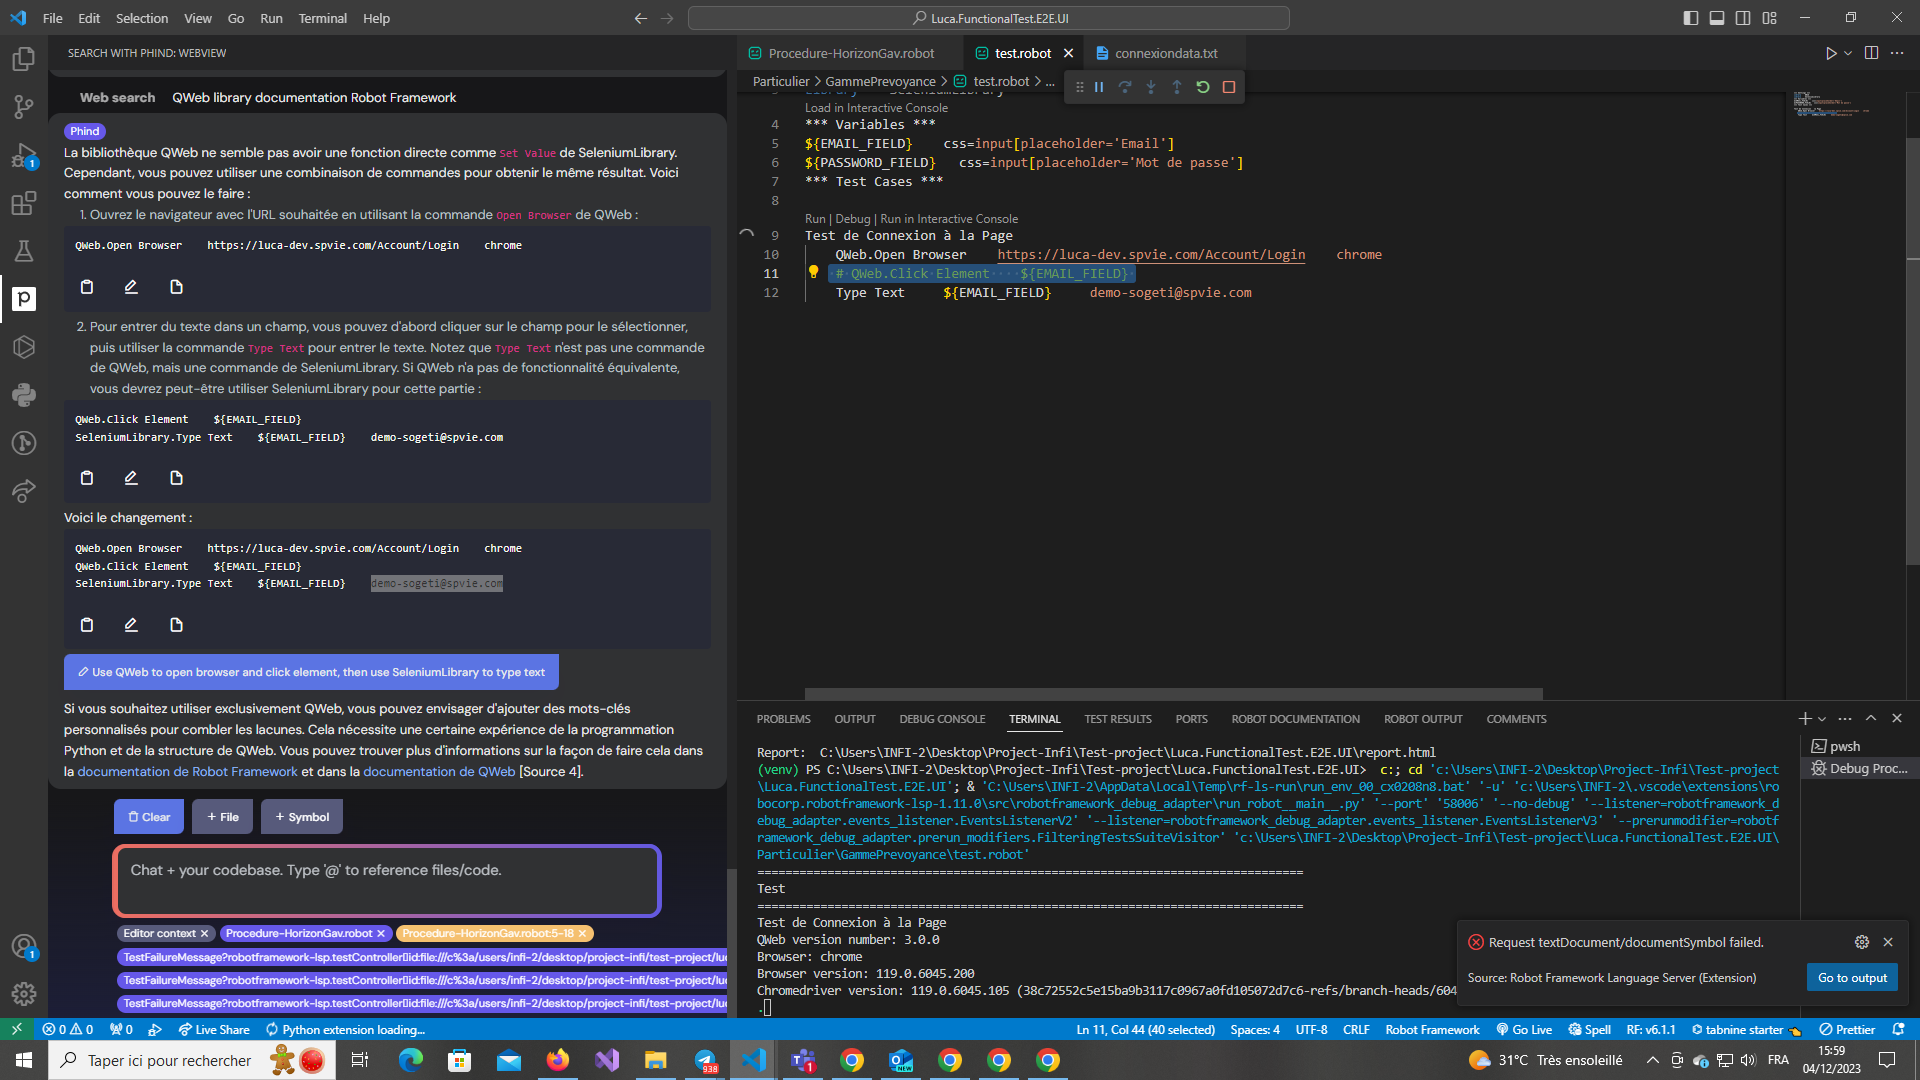 File Edit Selection View Go Run Terminal Help
Luca.FunctionalTest.E2E.UI
SEARCH WITH PHIND: WEBVIEW
Web search QWeb library documentation Robot Framework
Phind
La bibliothèque QWeb ne semble pas avoir une fonction directe comme Set Value de SeleniumLibrary.
Cependant, vous pouvez utiliser une combinaison de commandes pour obtenir le même résultat. Voici
comment vous pouvez le faire :
1. Ouvrez le navigateur avec l'URL souhaitée en utilisant la commande Open Browser de QWeb :
QWeb.Open Browser    https://luca-dev.spvie.com/Account/Login    chrome
2. Pour entrer du texte dans un champ, vous pouvez d'abord cliquer sur le champ pour le sélectionner,
puis utiliser la commande Type Text pour entrer le texte. Notez que Type Text n'est pas une commande
de QWeb, mais une commande de SeleniumLibrary. Si QWeb n'a pas de fonctionnalité équivalente,
vous devrez peut-être utiliser SeleniumLibrary pour cette partie :
QWeb.Click Element    ${EMAIL_FIELD}
SeleniumLibrary.Type Text    ${EMAIL_FIELD}    demo-sogeti@spvie.com
Voici le changement :
QWeb.Open Browser    https://luca-dev.spvie.com/Account/Login    chrome
QWeb.Click Element    ${EMAIL_FIELD}
SeleniumLibrary.Type Text    ${EMAIL_FIELD}    demo-sogeti@spvie.com
Use QWeb to open browser and click element, then use SeleniumLibrary to type text
Si vous souhaitez utiliser exclusivement QWeb, vous pouvez envisager d'ajouter des mots-clés
personnalisés pour combler les lacunes. Cela nécessite une certaine expérience de la programmation
Python et de la structure de QWeb. Vous pouvez trouver plus d'informations sur la façon de faire cela dans
la documentation de Robot Framework et dans la documentation de QWeb [Source 4].
Clear + File + Symbol
Chat + your codebase. Type '@' to reference files/code.
Editor context × Procedure-HorizonGav.robot × Procedure-HorizonGav.robot:5-18 ×
TestFailureMessage?robotframework-lsp.testController
id:file:///c%3a/users/infi-2/desktop/project-infi/test-project/lu
TestFailureMessage?robotframework-lsp.testController
id:file:///c%3a/users/infi-2/desktop/project-infi/test-project/lu
TestFailureMessage?robotframework-lsp.testController
id:file:///c%3a/users/infi-2/desktop/project-infi/test-project/lu
Procedure-HorizonGav.robot test.robot × connexiondata.txt
Particulier > GammePrevoyance > test.robot > ...
Load in Interactive Console
4 *** Variables ***
5 ${EMAIL_FIELD}    css=input[placeholder='Email']
6 ${PASSWORD_FIELD}   css=input[placeholder='Mot de passe']
7 *** Test Cases ***
8
Run | Debug | Run in Interactive Console
9 Test de Connexion à la Page
10 QWeb.Open Browser    https://luca-dev.spvie.com/Account/Login    chrome
11 # QWeb.Click Element    ${EMAIL_FIELD}
12 Type Text     ${EMAIL_FIELD}     demo-sogeti@spvie.com
PROBLEMS OUTPUT DEBUG CONSOLE TERMINAL TEST RESULTS PORTS ROBOT DOCUMENTATION ROBOT OUTPUT COMMENTS
pwsh
Debug Proc...
Report:  C:\Users\INFI-2\Desktop\Project-Infi\Test-project\Luca.FunctionalTest.E2E.UI\report.html
(venv) PS C:\Users\INFI-2\Desktop\Project-Infi\Test-project\Luca.FunctionalTest.E2E.UI>  c:; cd 'c:\Users\INFI-2\Desktop\Project-Infi\Test-project
\Luca.FunctionalTest.E2E.UI'; & 'C:\Users\INFI-2\AppData\Local\Temp\rf-ls-run\run_env_00_cx0208n8.bat' '-u' 'c:\Users\INFI-2\.vscode\extensions\ro
bocorp.robotframework-lsp-1.11.0\src\robotframework_debug_adapter\run_robot__main__.py' '--port' '58006' '--no-debug' '--listener=robotframework_d
ebug_adapter.events_listener.EventsListenerV2' '--listener=robotframework_debug_adapter.events_listener.EventsListenerV3' '--prerunmodifier=robotf
ramework_debug_adapter.prerun_modifiers.FilteringTestsSuiteVisitor' 'c:\Users\INFI-2\Desktop\Project-Infi\Test-project\Luca.FunctionalTest.E2E.UI\
Particulier\GammePrevoyance\test.robot'
==============================================================================
Test
==============================================================================
Test de Connexion à la Page
QWeb version number: 3.0.0
Browser: chrome
Browser version: 119.0.6045.200
Chromedriver version: 119.0.6045.105 (38c72552c5e15ba9b3117c0967a0fd105072d7c6-refs/branch-heads/604
.
Request textDocument/documentSymbol failed.
Source: Robot Framework Language Server (Extension)
Go to output
0 0 0 Live Share Python extension loading...
Ln 11, Col 44 (40 selected) Spaces: 4 UTF-8 CRLF Robot Framework Go Live Spell RF: v6.1.1 tabnine starter Prettier
Taper ici pour rechercher
31°C Très ensoleillé FRA
15:59
04/12/2023